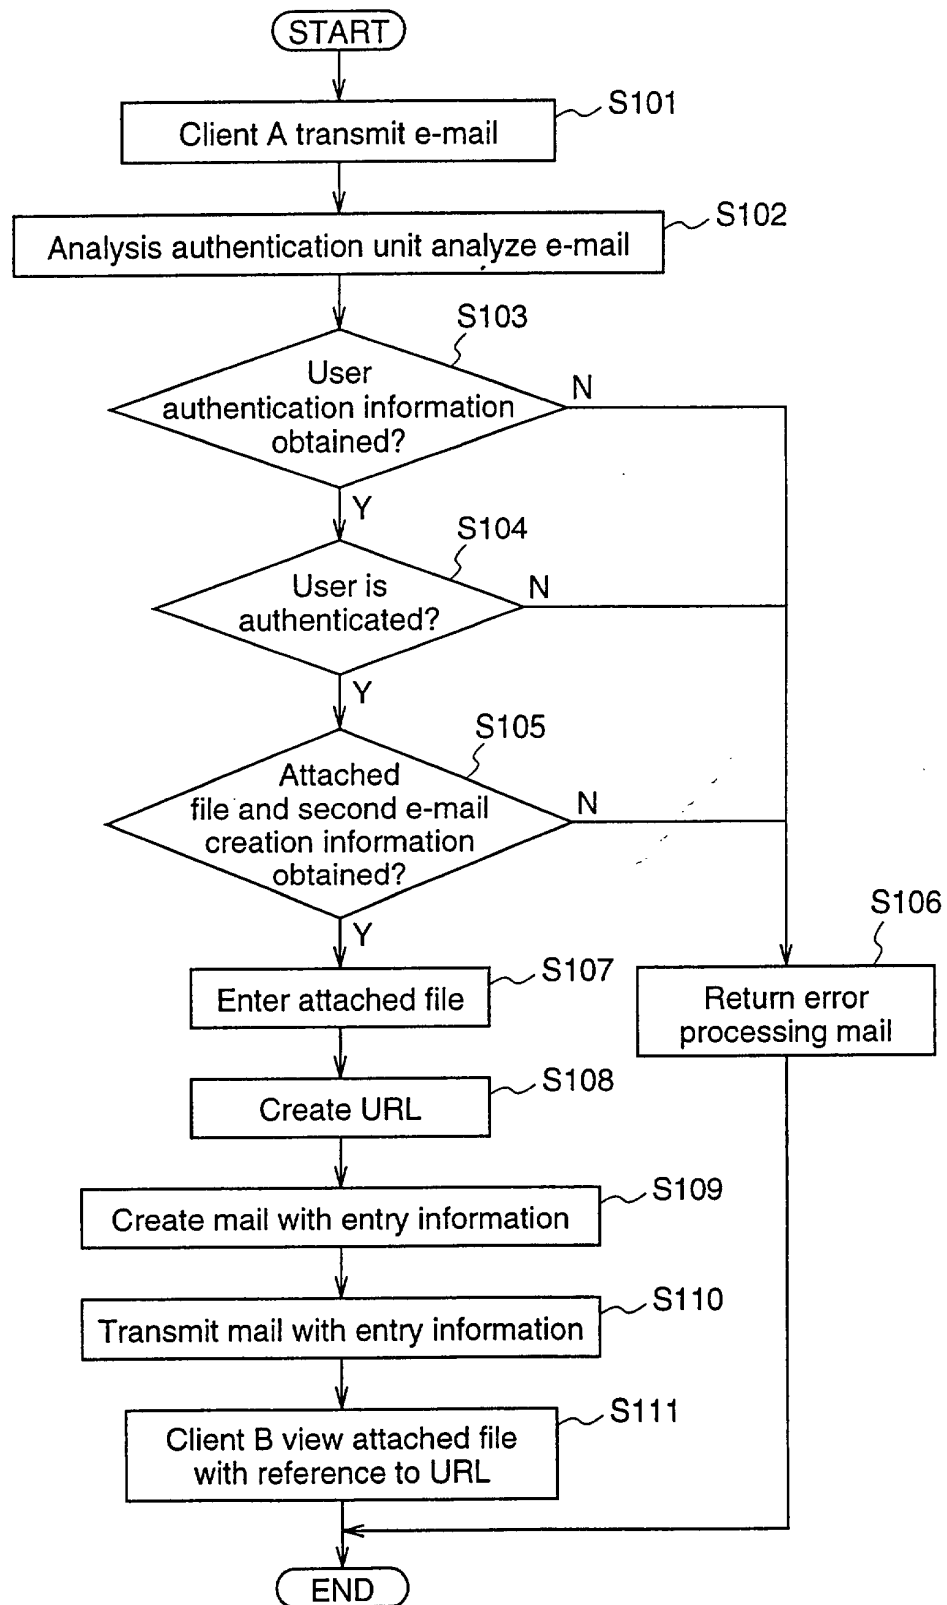 START
S101
Client A transmit e-mail
S102
Analysis authentication unit analyze e-mail
S103
User
authentication information
obtained?
N
Y
S104
User is
authenticated?
N
Y
S105
Attached
file and second e-mail
creation information
obtained?
N
Y
S106
Return error
processing mail
S107
Enter attached file
S108
Create URL
S109
Create mail with entry information
S110
Transmit mail with entry information
S111
Client B view attached file
with reference to URL
END